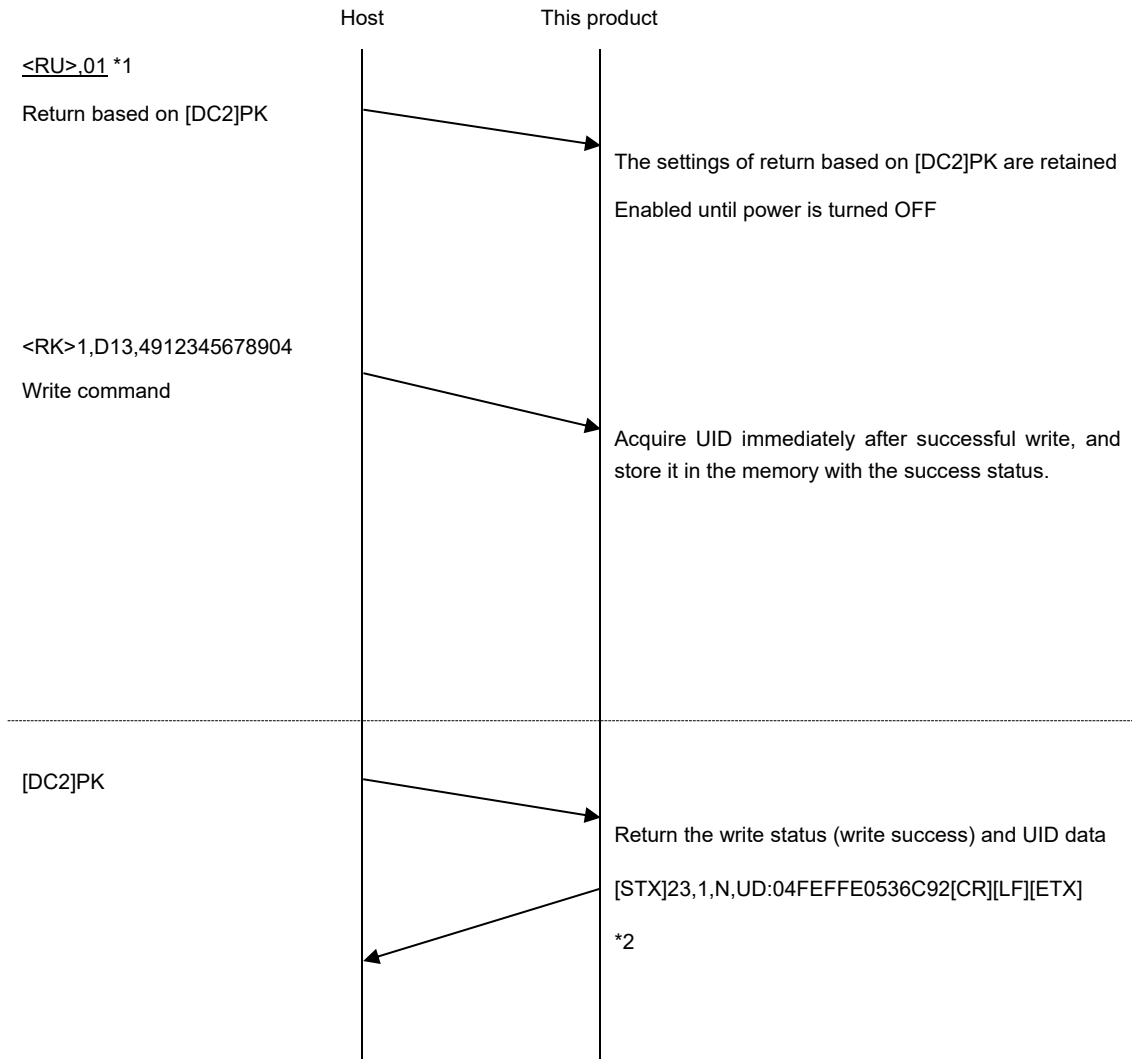 Host
This product
<RU>,01 *1
Return based on [DC2]PK
The settings of return based on [DC2]PK are retained
Enabled until power is turned OFF
<RK>1,D13,4912345678904
Write command
Acquire UID immediately after successful write, and
store it in the memory with the success status.
[DC2]PK
Return the write status (write success) and UID data
[STX]23,1,N,UD:04FEFFE0536C92[CR][LF][ETX]
*2